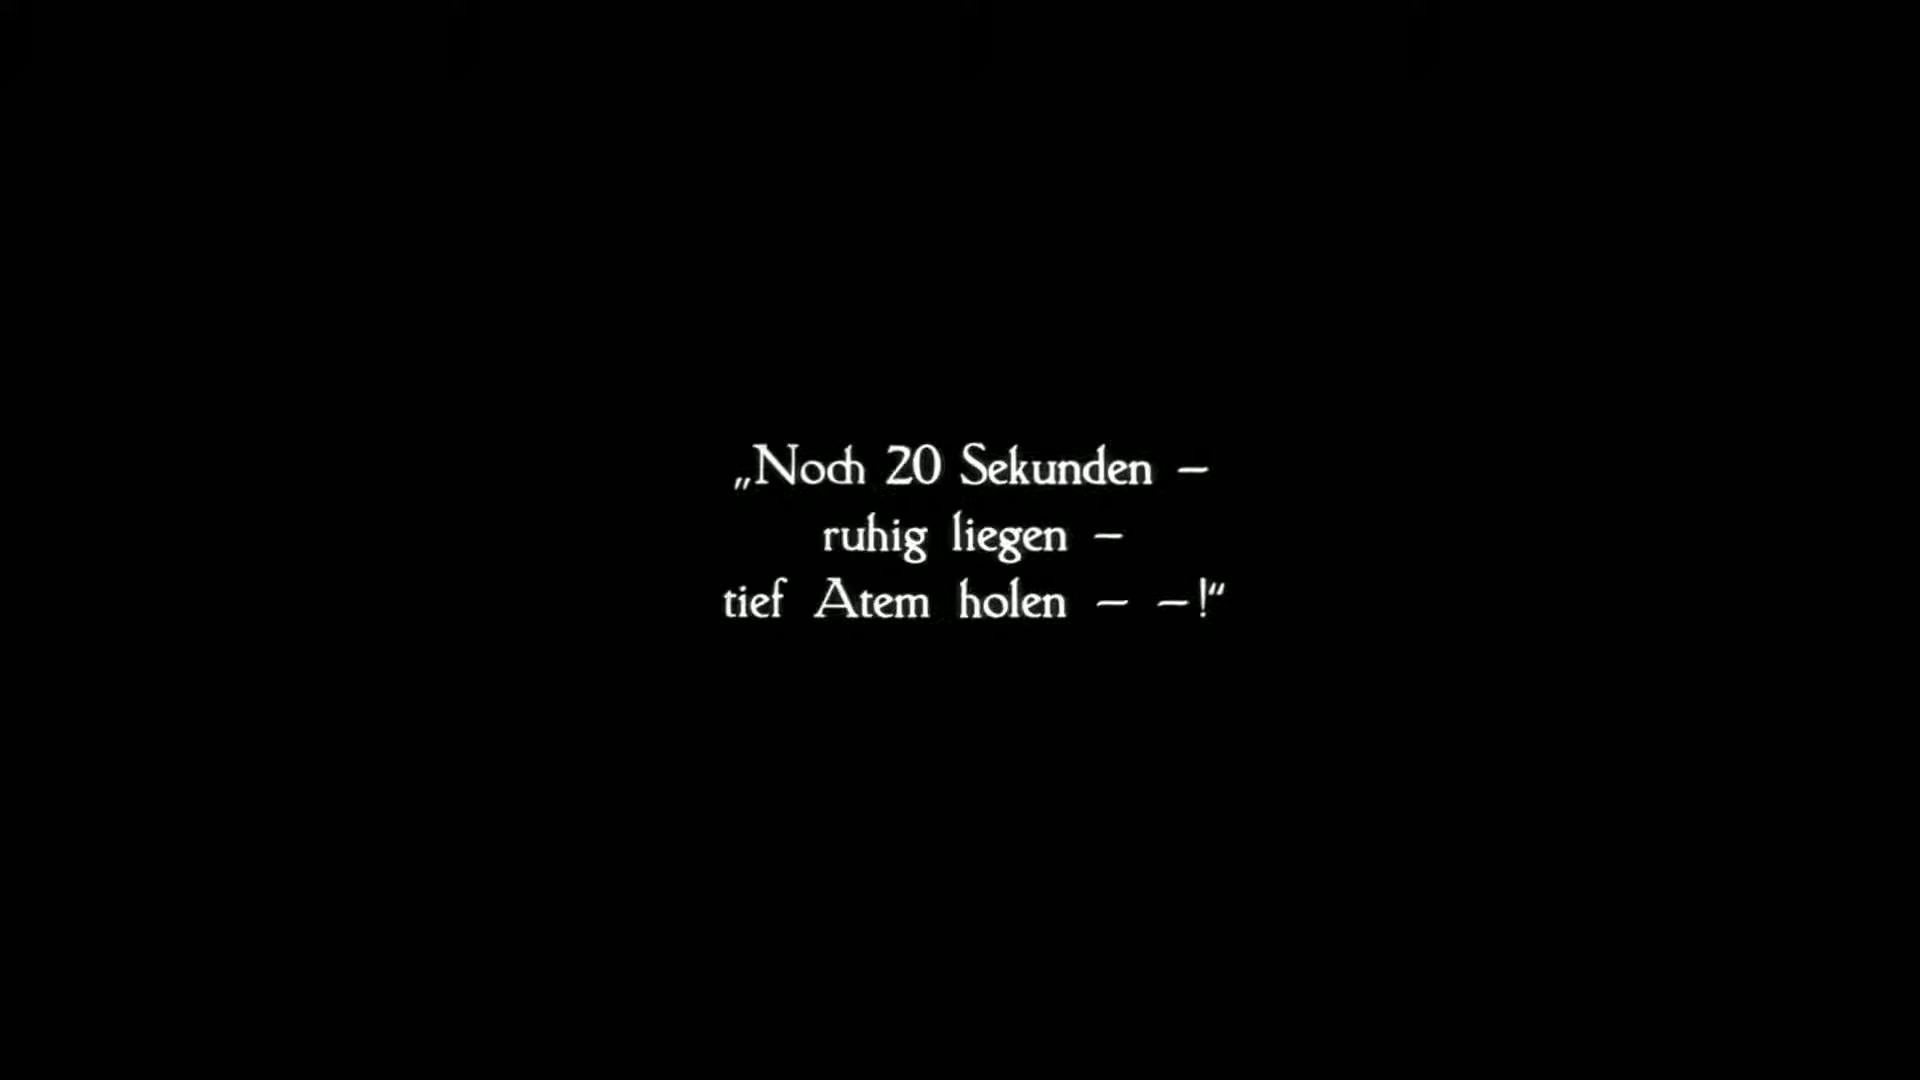 „Noch 20 Sekunden –
ruhig liegen –
tief Atem holen – –!“